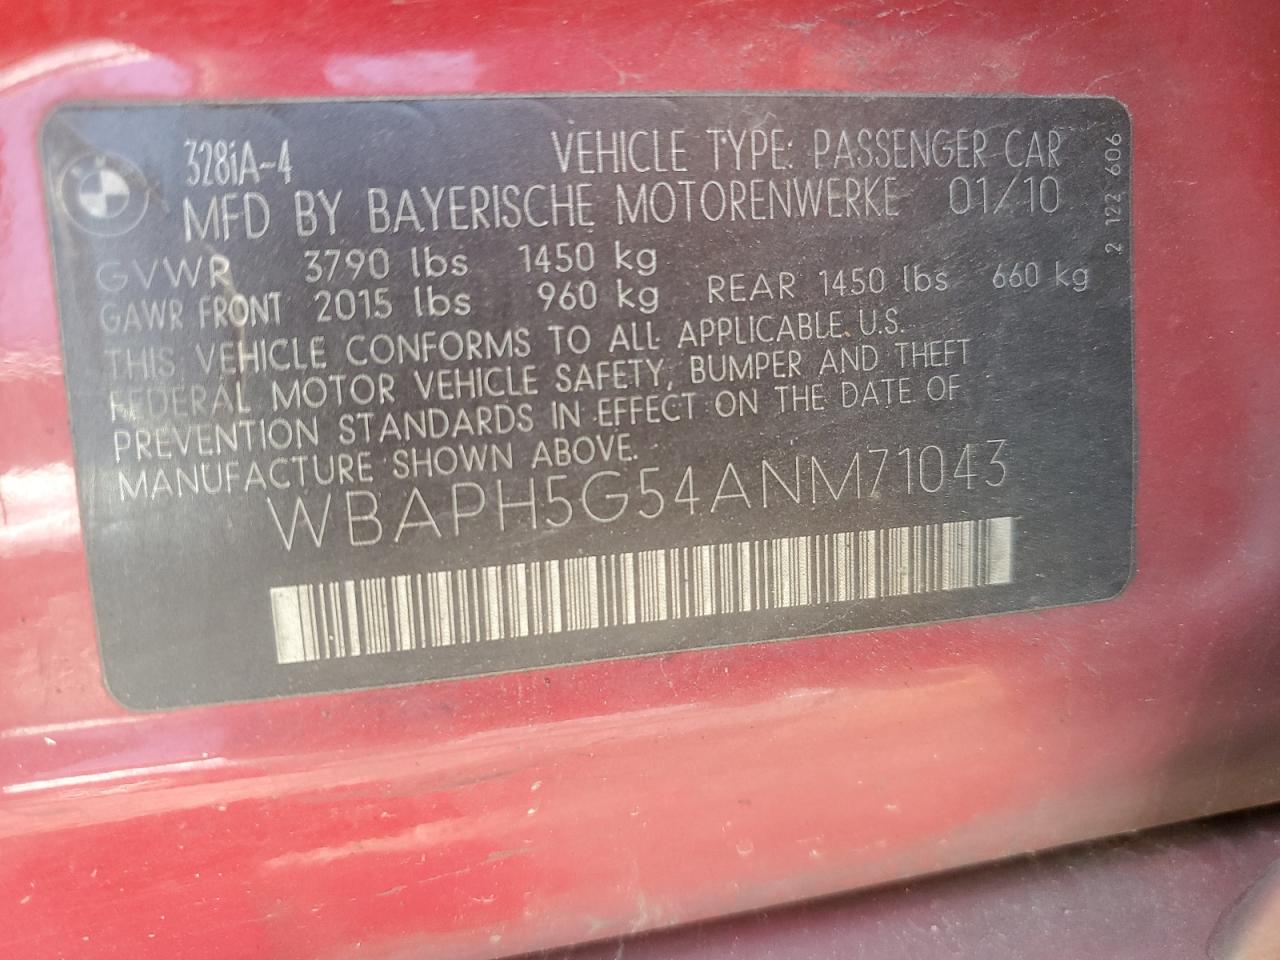 328iA-4 VEHICLE TYPE: PASSENGER CAR
MFD BY BAYERISCHE MOTORENWERKE 01/10
GVWR 3790 lbs 1450 kg
GAWR FRONT 2015 lbs 960 kg REAR 1450 lbs 660 kg
THIS VEHICLE CONFORMS TO ALL APPLICABLE U.S.
FEDERAL MOTOR VEHICLE SAFETY, BUMPER AND THEFT
PREVENTION STANDARDS IN EFFECT ON THE DATE OF
MANUFACTURE SHOWN ABOVE.
WBAPH5G54ANM71043
2 122 606